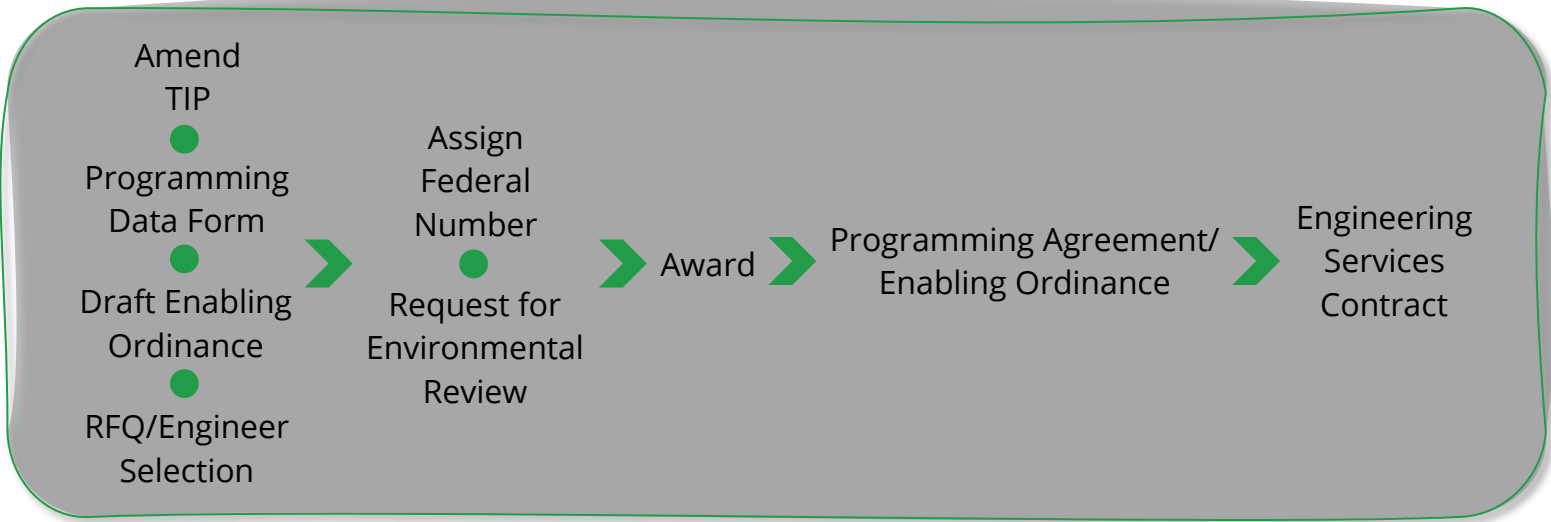 Amend
TIP
Programming
Data Form
Draft Enabling
Ordinance
RFQ/Engineer
Selection
Assign
Federal
Number
Request for
Environmental
Review
Award
Programming Agreement/
Enabling Ordinance
Engineering
Services
Contract